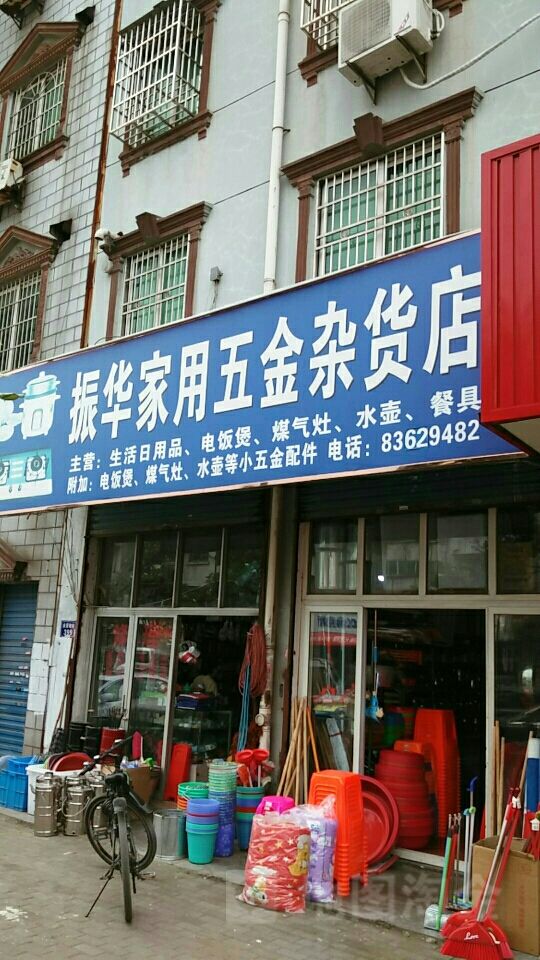 振华家用五金杂货店
主营：生活日用品、电饭煲、煤气灶、水壶、餐具
附加：电饭煲、煤气灶、水壶等小五金配件 电话：83629482
Love